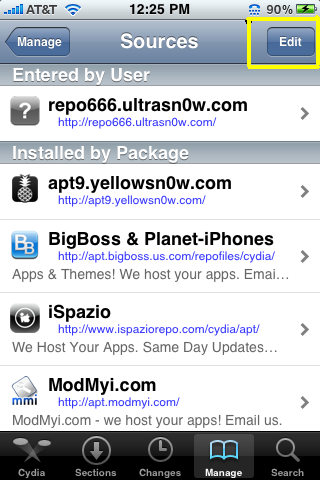 AT&T 12:25 PM 90%
Manage Sources Edit
Entered by User
? repo666.ultrasn0w.com
http://repo666.ultrasn0w.com/
Installed by Package
apt9.yellowsn0w.com
http://apt9.yellowsn0w.com/
BB BigBoss & Planet-iPhones
http://apt.bigboss.us.com/repofiles/cydia/
Apps & Themes! We host your apps. Emai...
iSpazio
http://www.ispaziorepo.com/cydia/apt/
We Host Your Apps. Same Day Updates...
ModMyi.com
mmi http://apt.modmyi.com/
ModMyi.com - we host your apps! Email us.
Cydia Sections Changes Manage Search